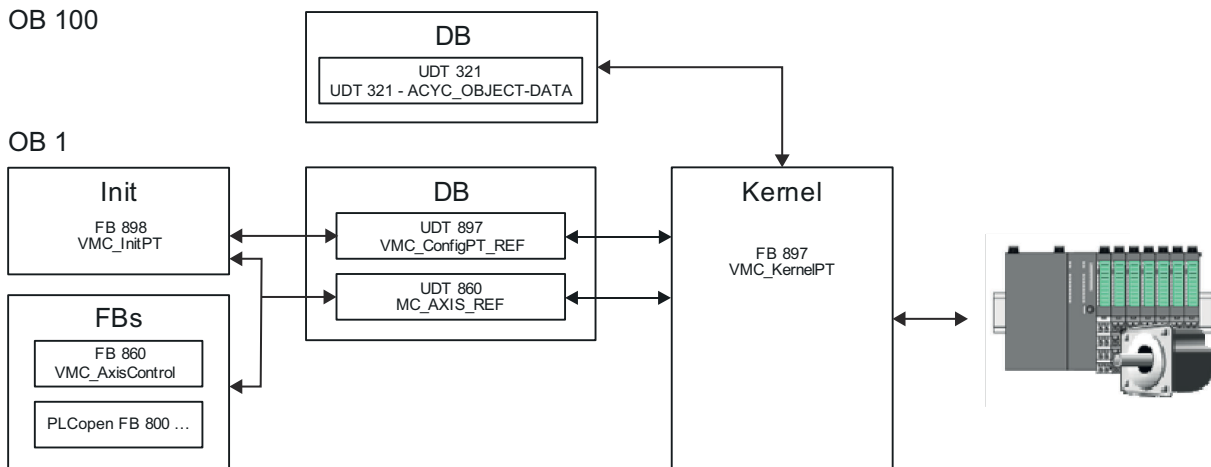 OB 100
DB
UDT 321
UDT 321 - ACYC_OBJECT-DATA
OB 1
Init
FB 898
VMC_InitPT
DB
UDT 897
VMC_ConfigPT_REF
UDT 860
MC_AXIS_REF
Kernel
FB 897
VMC_KernelPT
FBs
FB 860
VMC_AxisControl
PLCopen FB 800 ...